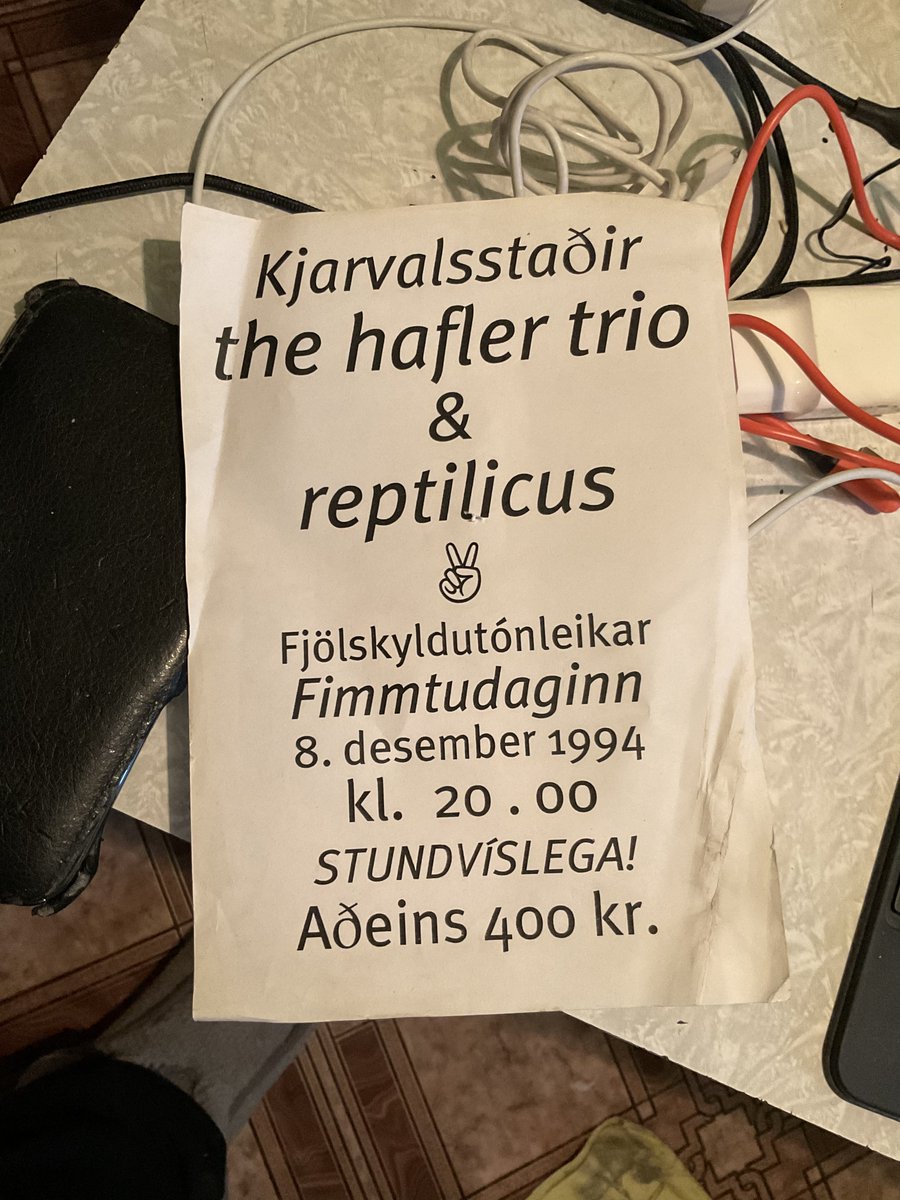 Kjarvalsstaðir
the hafler trio
&
reptilicus
✌
Fjölskyldutónleikar
Fimmtudaginn
8. desember 1994
kl. 20.00
STUNDVíSLEGA!
Aðeins 400 kr.